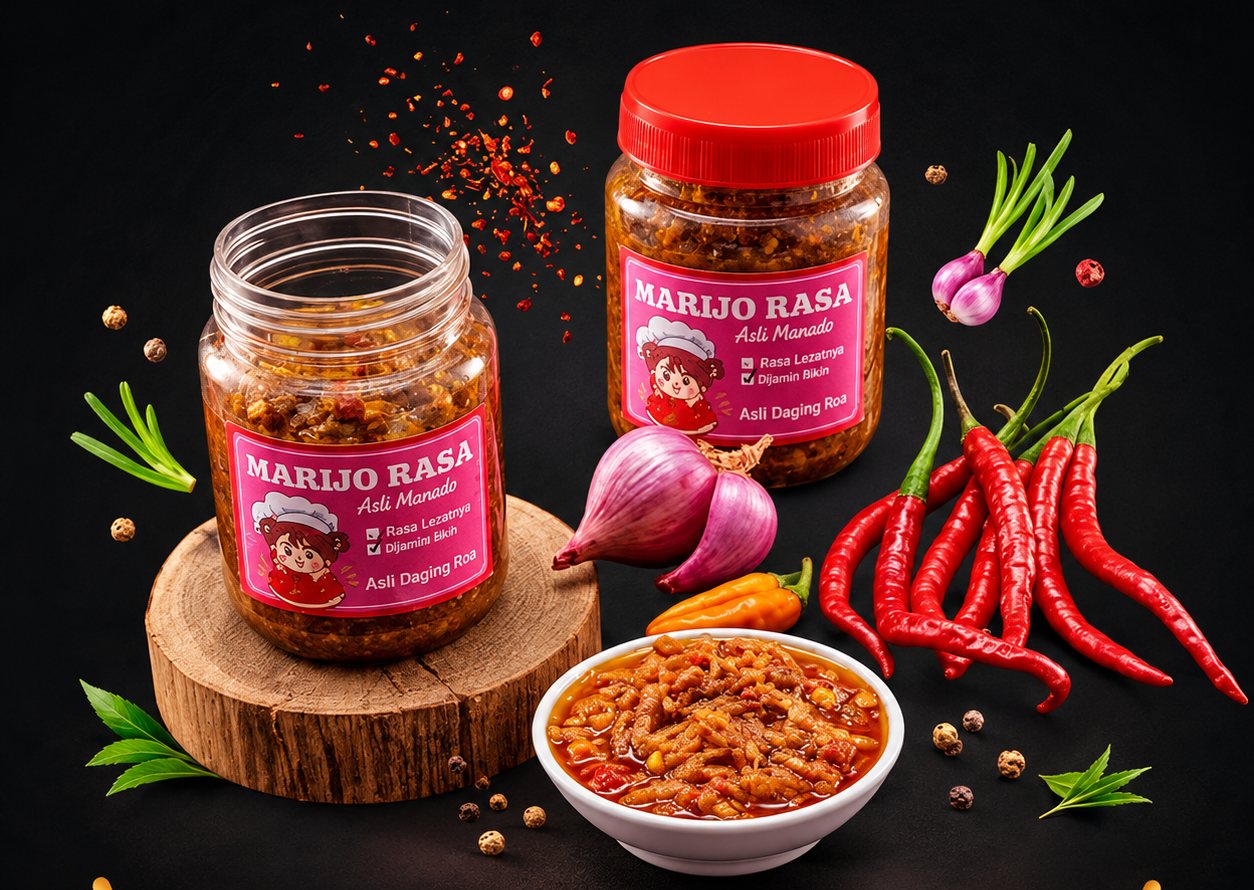 MARIJO RASA
Asli Manado
Rasa Lezatnya
Dijamin Bikin
Asli Daging Roa
MARIJO RASA
Asli Manado
Rasa Lezatnya
Dijamin Bikin
Asli Daging Roa